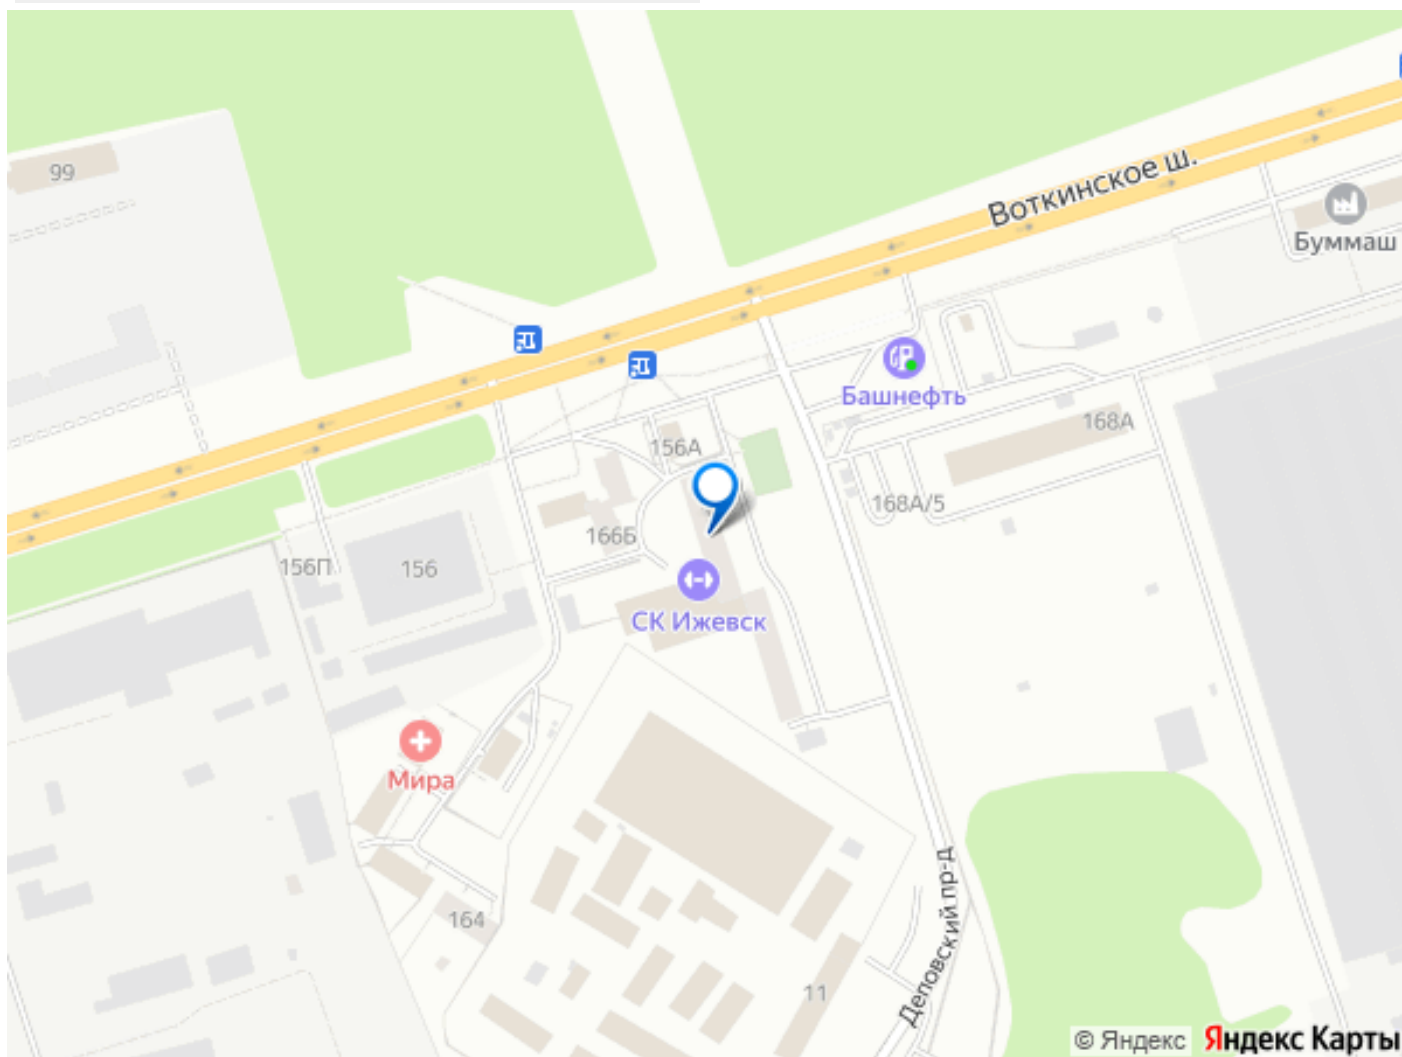 99
Воткинское ш.
Буммаш
Башнефть
168А
156А
168А/5
166Б
156П
156
СК Ижевск
Мира
164
Деповский пр-д
11
© Яндекс Яндекс Карты